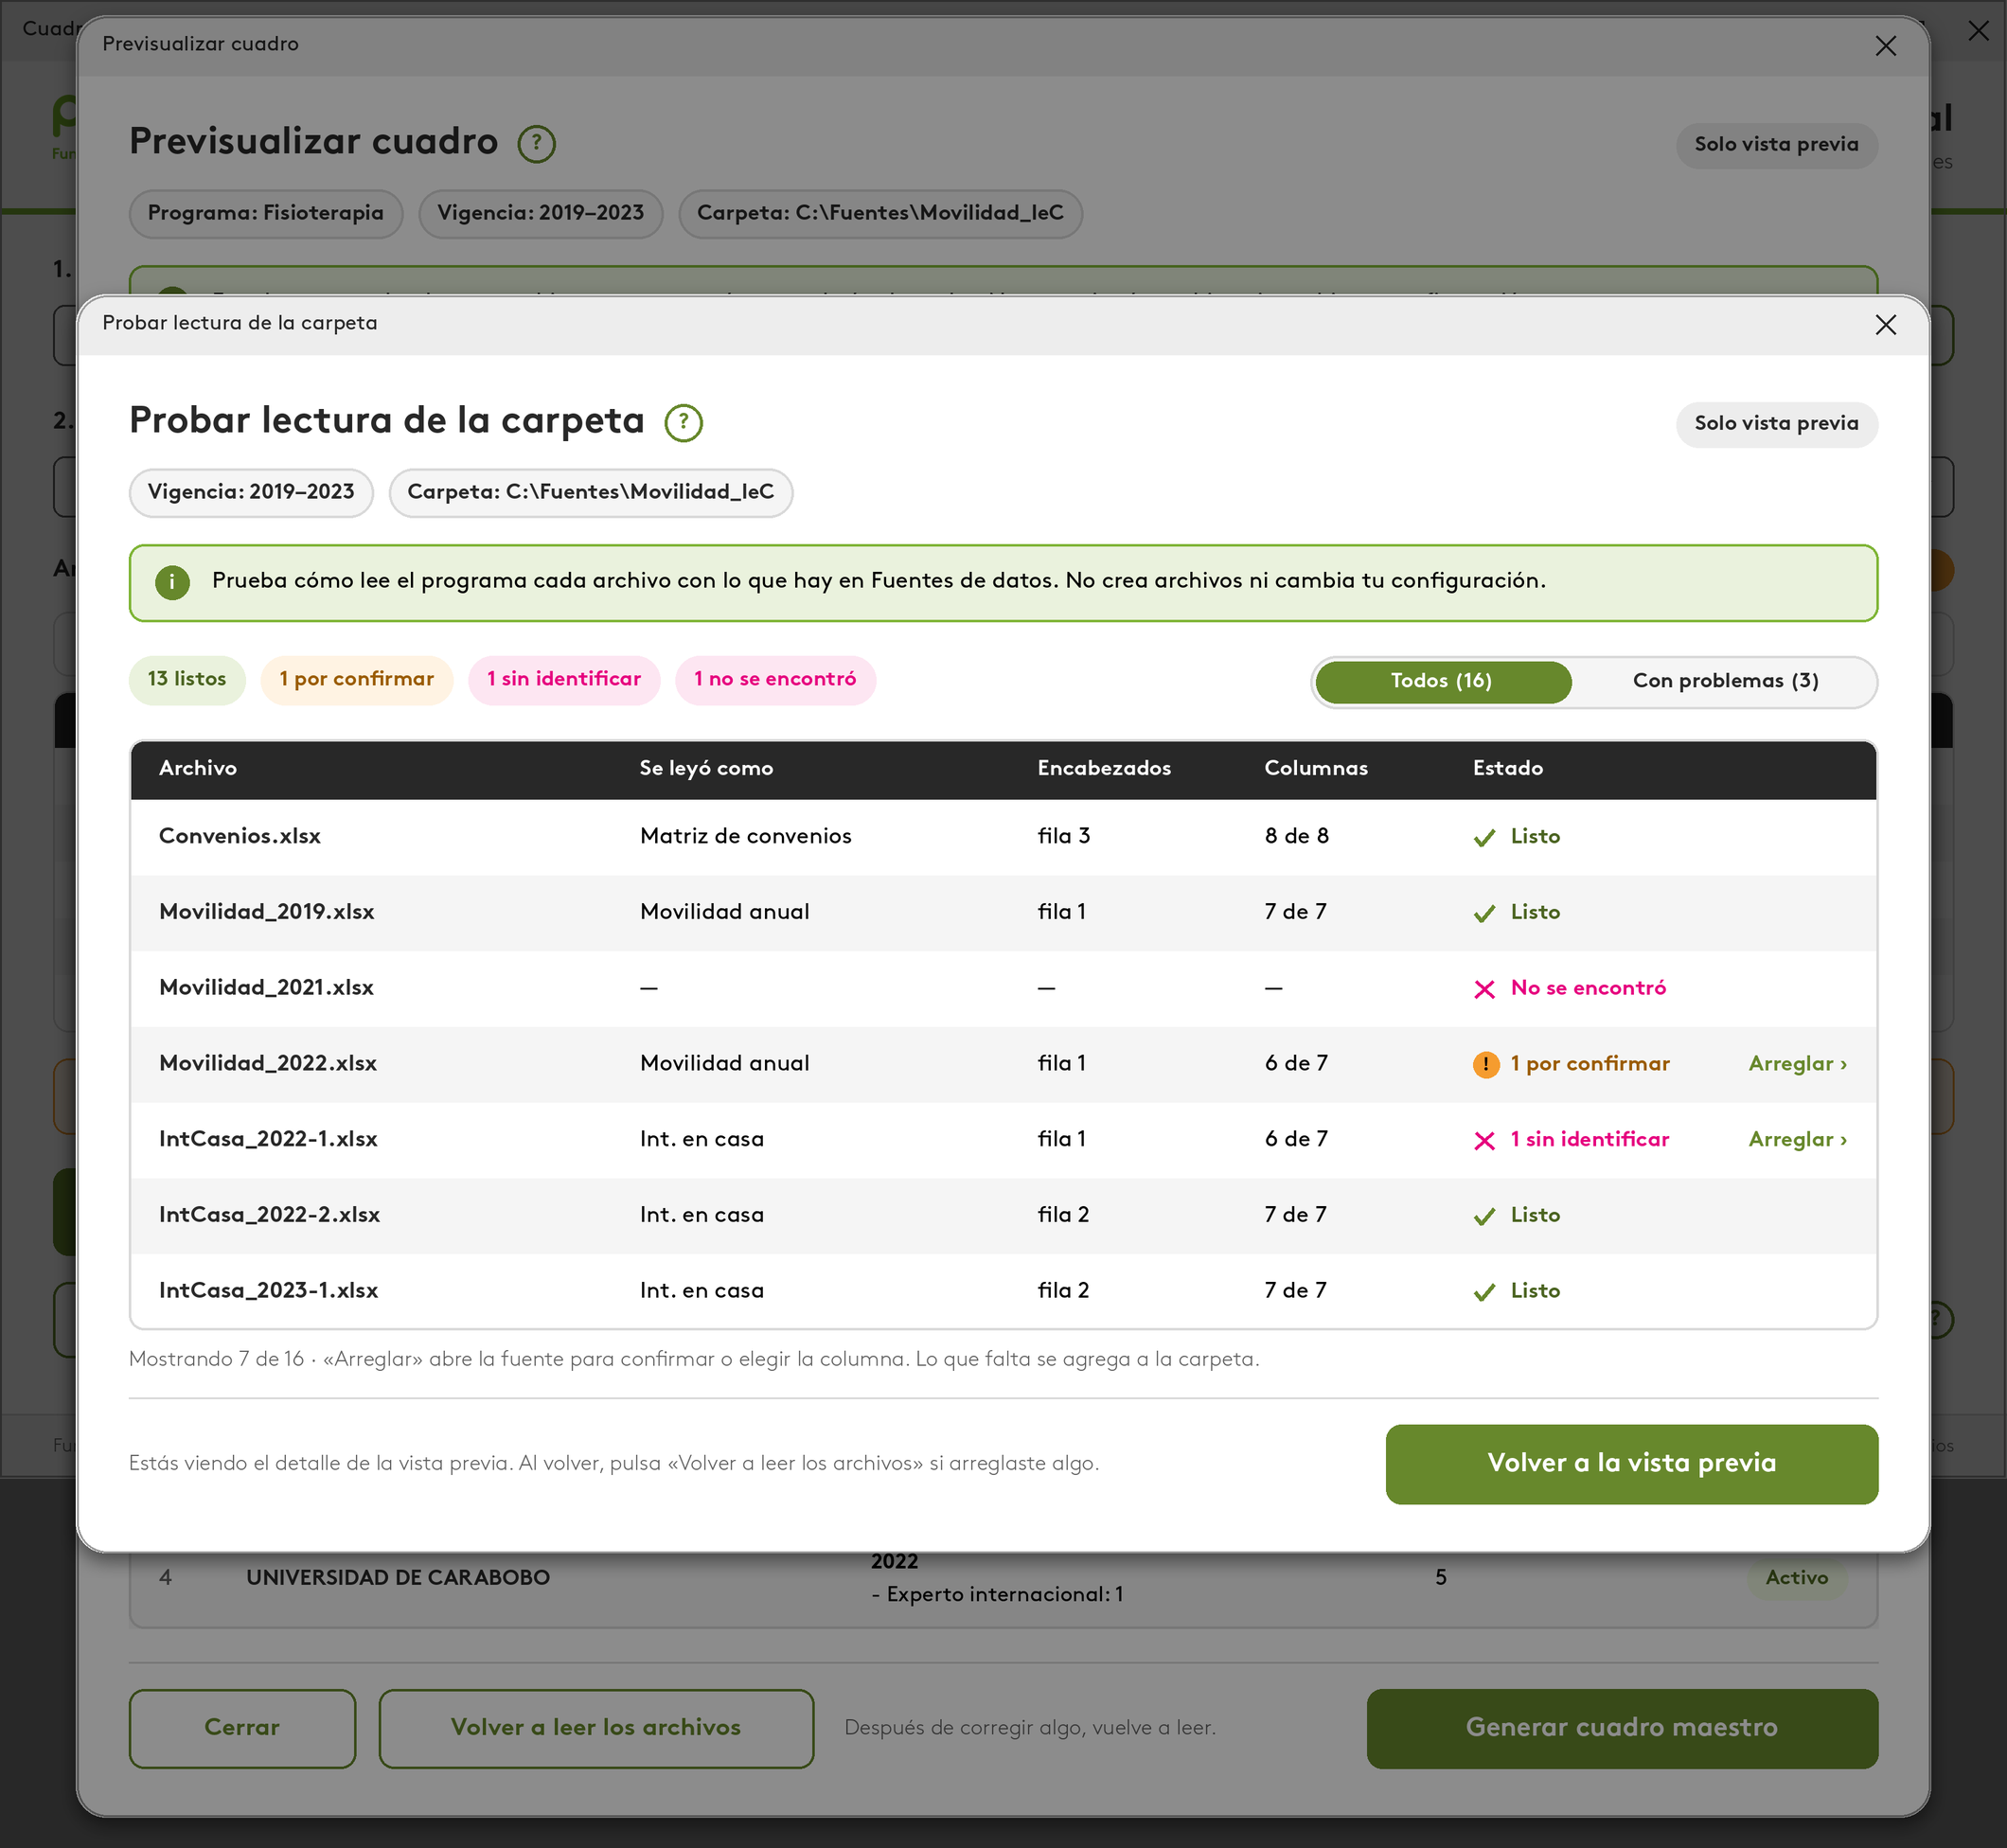 Previsualizar cuadro
Previsualizar cuadro ?
Solo vista previa
Programa: Fisioterapia
Vigencia: 2019–2023
Carpeta: C:\Fuentes\Movilidad_IeC
1.
2.
Probar lectura de la carpeta
Probar lectura de la carpeta ?
Solo vista previa
Vigencia: 2019–2023
Carpeta: C:\Fuentes\Movilidad_IeC
i Prueba cómo lee el programa cada archivo con lo que hay en Fuentes de datos. No crea archivos ni cambia tu configuración.
13 listos
1 por confirmar
1 sin identificar
1 no se encontró
Todos (16)
Con problemas (3)
Archivo Se leyó como Encabezados Columnas Estado
Convenios.xlsx Matriz de convenios fila 3 8 de 8 Listo
Movilidad_2019.xlsx Movilidad anual fila 1 7 de 7 Listo
Movilidad_2021.xlsx — — — No se encontró
Movilidad_2022.xlsx Movilidad anual fila 1 6 de 7 ! 1 por confirmar Arreglar ›
IntCasa_2022-1.xlsx Int. en casa fila 1 6 de 7 1 sin identificar Arreglar ›
IntCasa_2022-2.xlsx Int. en casa fila 2 7 de 7 Listo
IntCasa_2023-1.xlsx Int. en casa fila 2 7 de 7 Listo
Mostrando 7 de 16 · «Arreglar» abre la fuente para confirmar o elegir la columna. Lo que falta se agrega a la carpeta.
Estás viendo el detalle de la vista previa. Al volver, pulsa «Volver a leer los archivos» si arreglaste algo.
Volver a la vista previa
4 UNIVERSIDAD DE CARABOBO
2022
- Experto internacional: 1
5
Activo
Cerrar
Volver a leer los archivos
Después de corregir algo, vuelve a leer.
Generar cuadro maestro